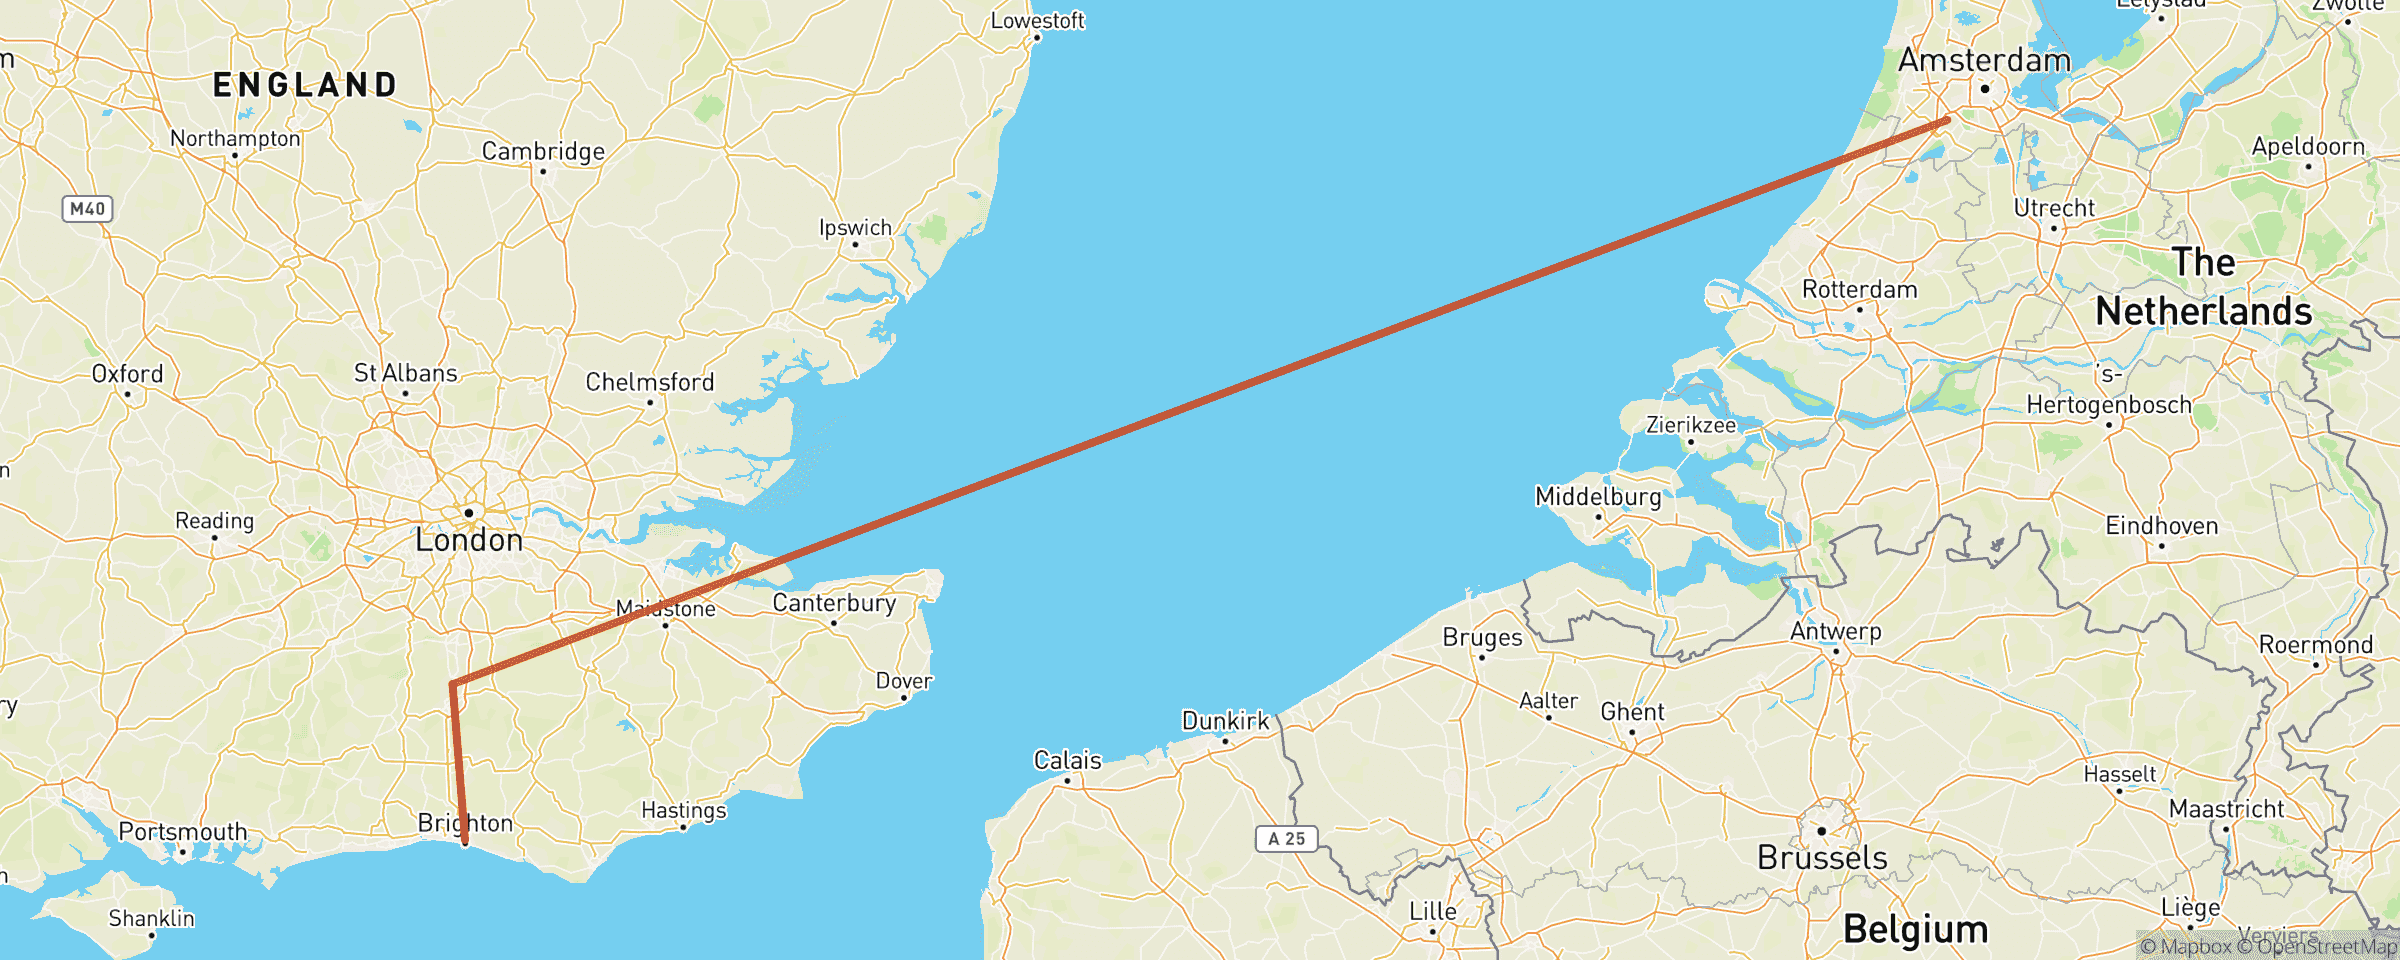 Lowestoft
Lelystad
Zwolle
ENGLAND
Amsterdam
Northampton
Cambridge
Apeldoorn
M40
Ipswich
Utrecht
The
Netherlands
Rotterdam
Oxford
St Albans
Chelmsford
's-
Hertogenbosch
Zierikzee
Middelburg
Reading
London
Eindhoven
Maidstone
Canterbury
Bruges
Antwerp
Roermond
Dover
Aalter
Ghent
Dunkirk
Calais
Hasselt
Hastings
Maastricht
Brighton
Portsmouth
A 25
Brussels
Shanklin
Lille
Liège
Belgium
Verviers
© Mapbox © OpenStreetMap